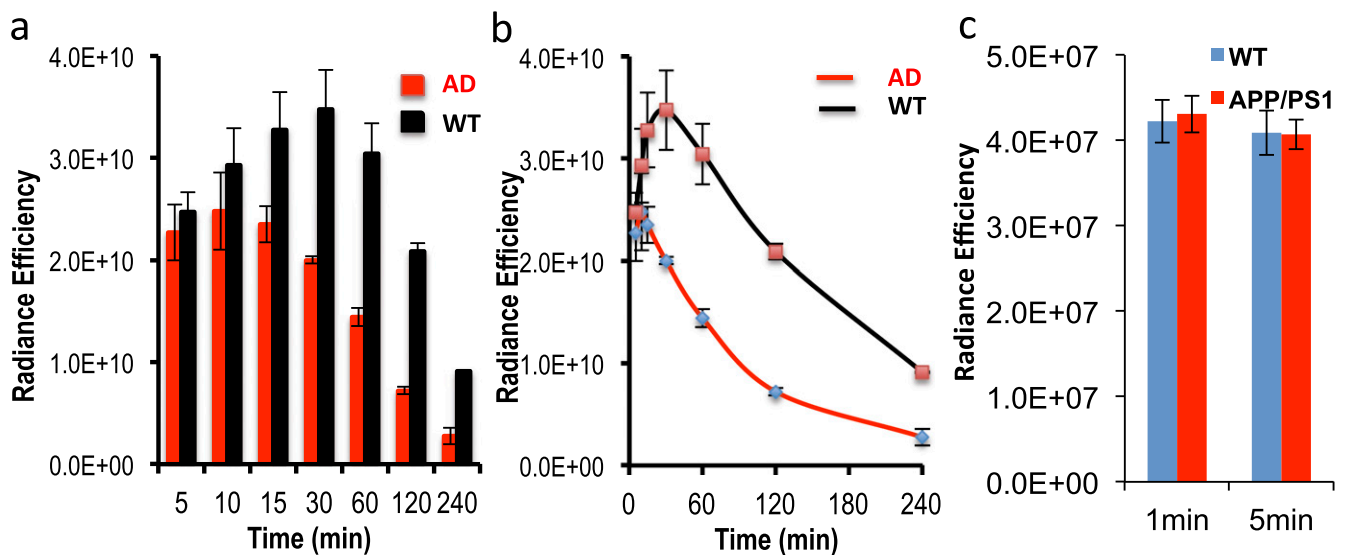 a
4.0E+10
3.0E+10
2.0E+10
1.0E+10
0.0E+00
Radiance Efficiency
AD
WT
5 10 15 30 60 120 240
Time (min)
b
4.0E+10
3.0E+10
2.0E+10
1.0E+10
0.0E+00
Radiance Efficiency
AD
WT
0 60 120 180 240
Time (min)
c
5.0E+07
4.0E+07
3.0E+07
2.0E+07
1.0E+07
0.0E+00
Radiance Efficiency
WT
APP/PS1
1min 5min